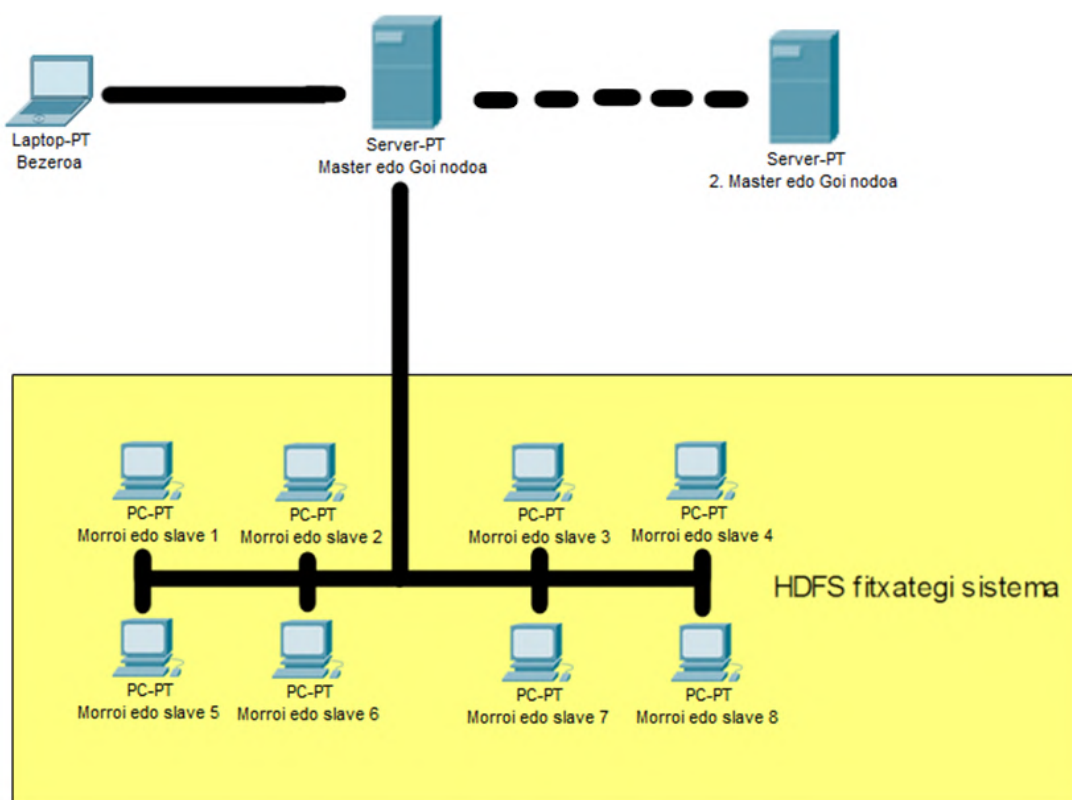 Laptop-PT
Bezeroa
Server-PT
Master edo Goi nodoa
Server-PT
2. Master edo Goi nodoa
PC-PT
Morroi edo slave 1
PC-PT
Morroi edo slave 2
PC-PT
Morroi edo slave 3
PC-PT
Morroi edo slave 4
HDFS fitxategi sistema
PC-PT
Morroi edo slave 5
PC-PT
Morroi edo slave 6
PC-PT
Morroi edo slave 7
PC-PT
Morroi edo slave 8